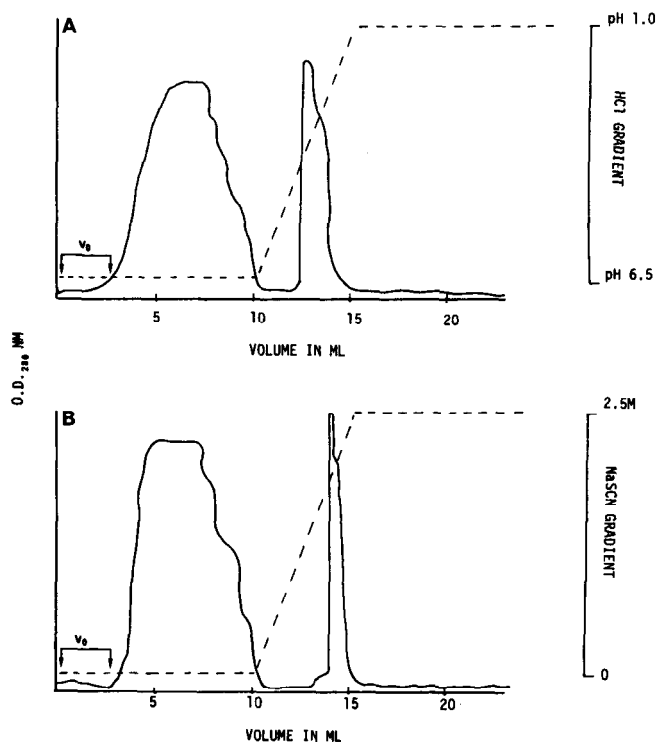 A
pH 1.0
HCl GRADIENT
pH 6.5
V₀
5
10
15
20
VOLUME IN ML
O.D.₂₈₀ NM
B
2.5M
NaSCN GRADIENT
0
V₀
5
10
15
20
VOLUME IN ML